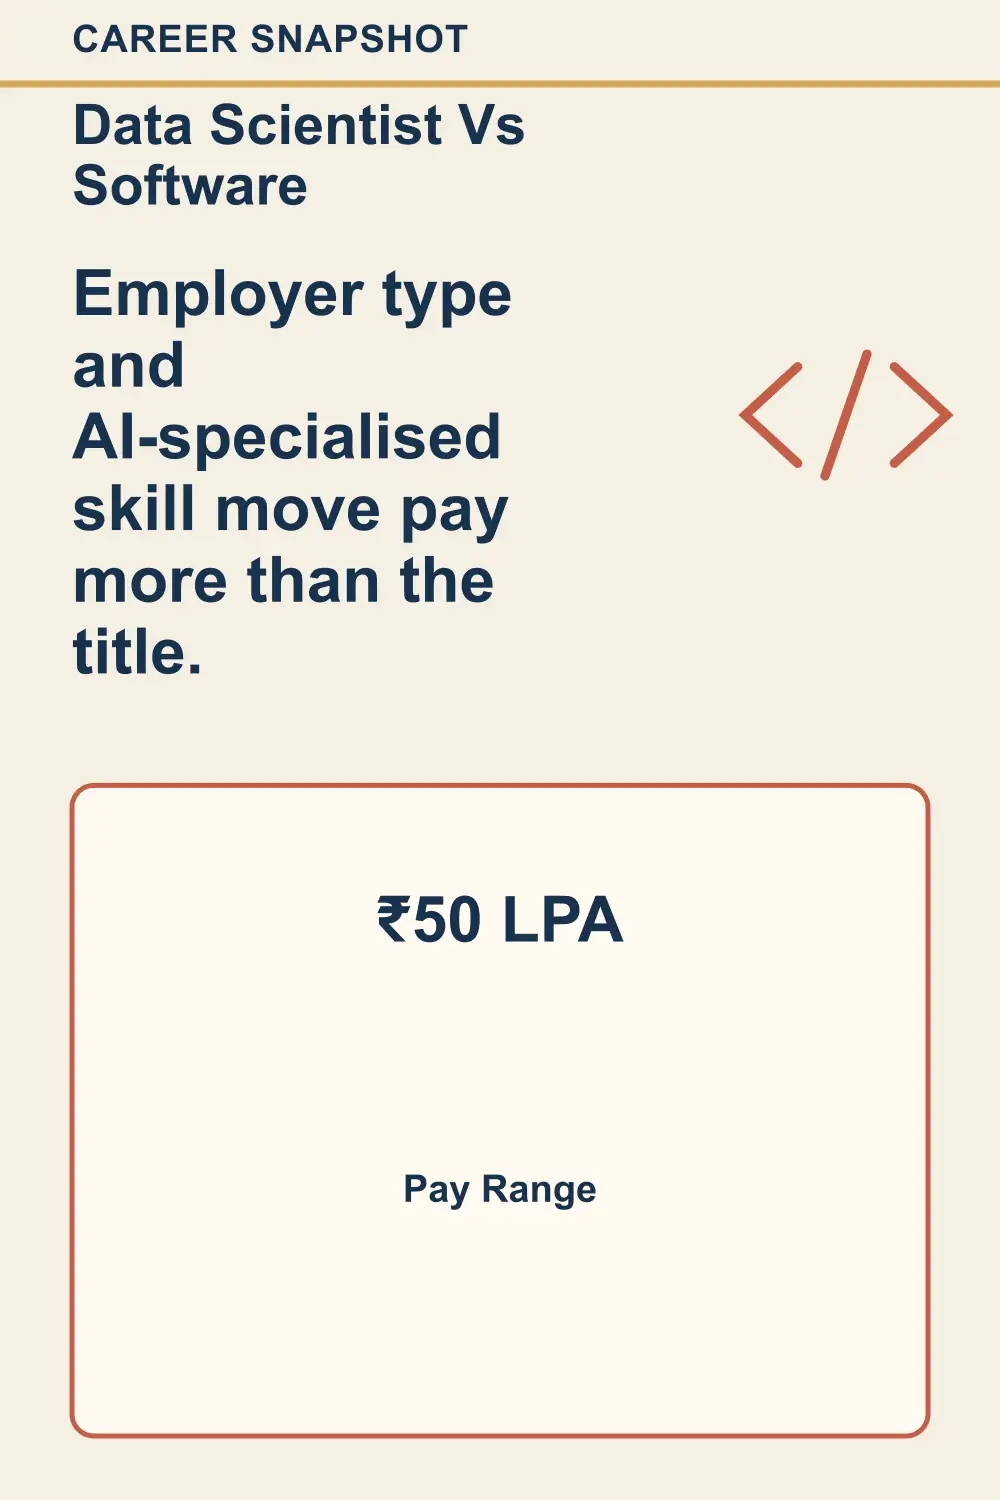 CAREER SNAPSHOT
Data Scientist Vs
Software
Employer type
and
AI-specialised
skill move pay
more than the
title.
₹50 LPA
Pay Range